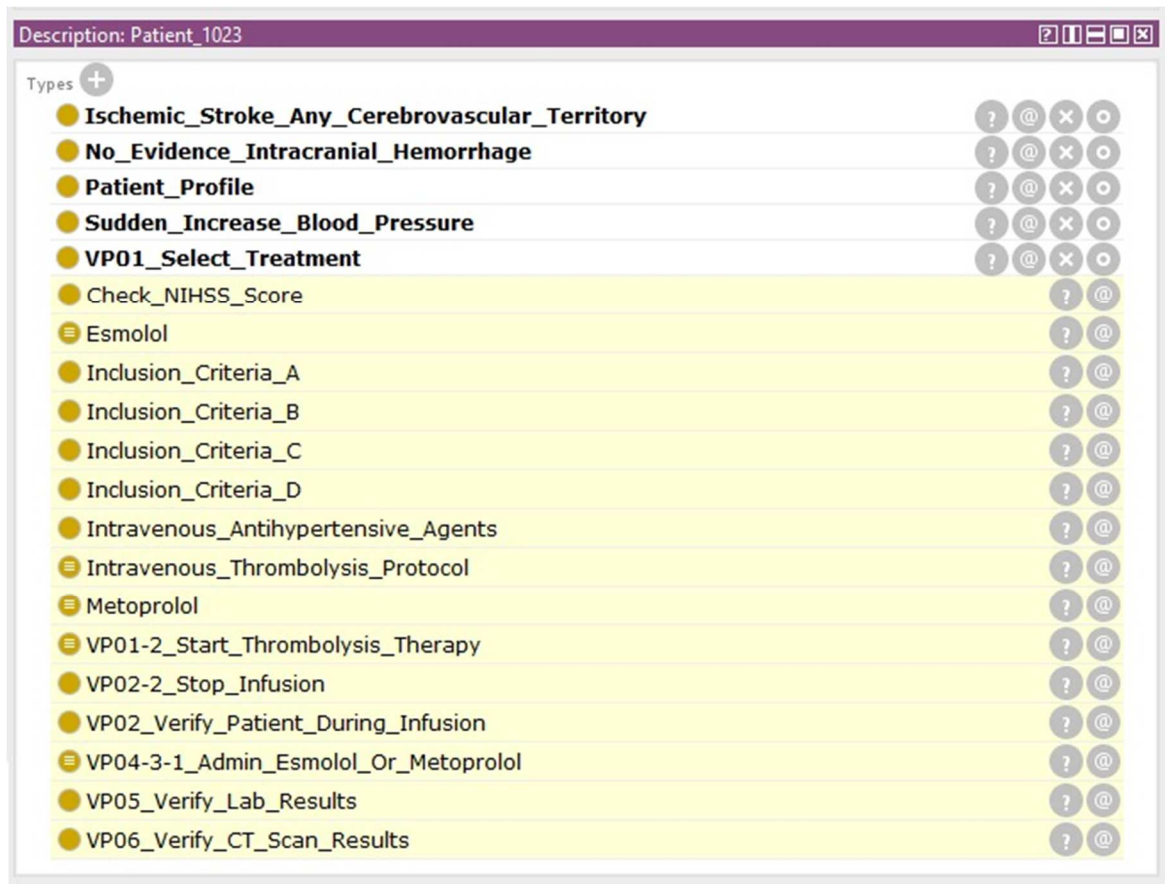 Description: Patient_1023
Types
Ischemic_Stroke_Any_Cerebrovascular_Territory
No_Evidence_Intracranial_Hemorrhage
Patient_Profile
Sudden_Increase_Blood_Pressure
VP01_Select_Treatment
Check_NIHSS_Score
Esmolol
Inclusion_Criteria_A
Inclusion_Criteria_B
Inclusion_Criteria_C
Inclusion_Criteria_D
Intravenous_Antihypertensive_Agents
Intravenous_Thrombolysis_Protocol
Metoprolol
VP01-2_Start_Thrombolysis_Therapy
VP02-2_Stop_Infusion
VP02_Verify_Patient_During_Infusion
VP04-3-1_Admin_Esmolol_Or_Metoprolol
VP05_Verify_Lab_Results
VP06_Verify_CT_Scan_Results